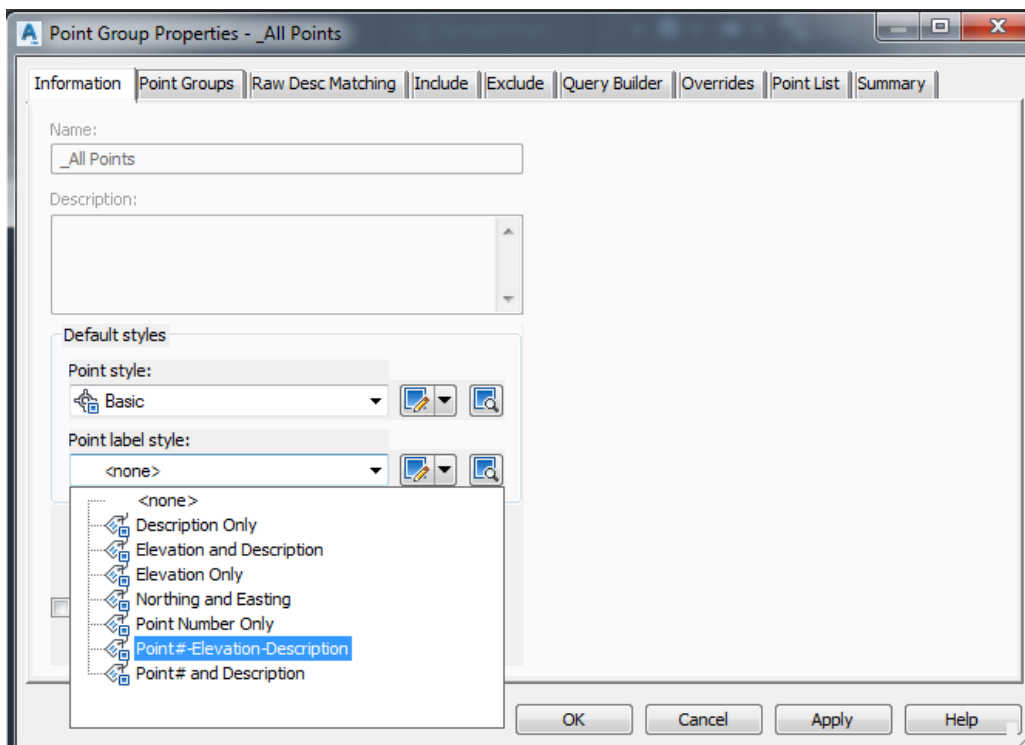 Point Group Properties - _All Points
Information Point Groups Raw Desc Matching Include Exclude Query Builder Overrides Point List Summary
Name:
_All Points
Description:
Default styles
Point style:
Basic
Point label style:
<none>
<none>
Description Only
Elevation and Description
Elevation Only
Northing and Easting
Point Number Only
Point#-Elevation-Description
Point# and Description
OK Cancel Apply Help